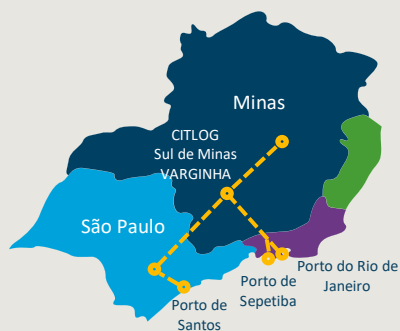 Minas
CITLOG
Sul de Minas
VARGINHA
São Paulo
Porto de
Santos
Porto de
Sepetiba
Porto do Rio de
Janeiro